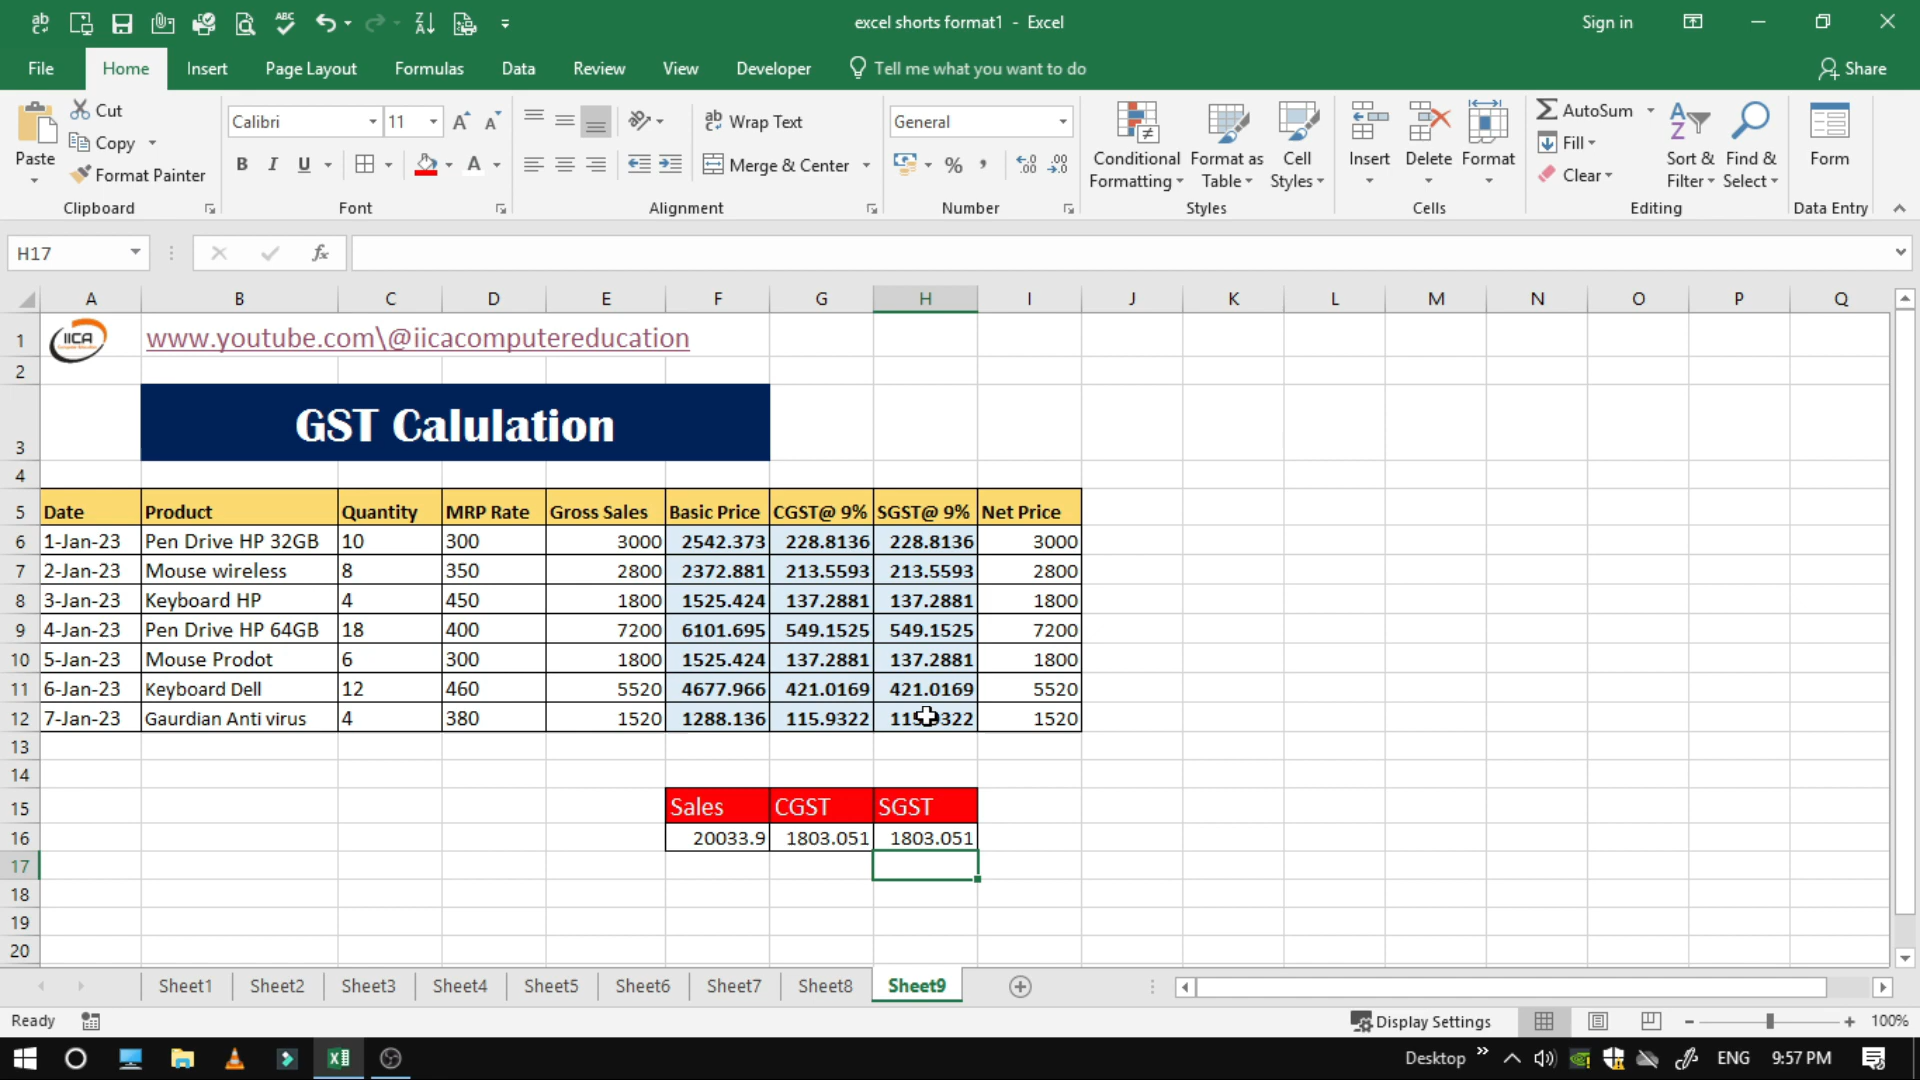 excel shorts format1 - Excel
Sign in
File Home Insert Page Layout Formulas Data Review View Developer Tell me what you want to do Share
Paste Cut Copy Format Painter
Calibri 11
B I U A
Wrap Text
Merge & Center
General
Conditional Formatting
Format as Table
Cell Styles
Insert Delete Format
AutoSum Fill Clear
Sort & Filter
Find & Select
Form
Clipboard Font Alignment Number Styles Cells Editing Data Entry
H17 fx
A B C D E F G H I J K L M N O P Q
1 IICA www.youtube.com\@iicacomputereducation
2
3 GST Calulation
4
5 Date Product Quantity MRP Rate Gross Sales Basic Price CGST@ 9% SGST@ 9% Net Price
6 1-Jan-23 Pen Drive HP 32GB 10 300 3000 2542.373 228.8136 228.8136 3000
7 2-Jan-23 Mouse wireless 8 350 2800 2372.881 213.5593 213.5593 2800
8 3-Jan-23 Keyboard HP 4 450 1800 1525.424 137.2881 137.2881 1800
9 4-Jan-23 Pen Drive HP 64GB 18 400 7200 6101.695 549.1525 549.1525 7200
10 5-Jan-23 Mouse Prodot 6 300 1800 1525.424 137.2881 137.2881 1800
11 6-Jan-23 Keyboard Dell 12 460 5520 4677.966 421.0169 421.0169 5520
12 7-Jan-23 Gaurdian Anti virus 4 380 1520 1288.136 115.9322 115.9322 1520
13
14
15 Sales CGST SGST
16 20033.9 1803.051 1803.051
17
18
19
20
Sheet1 Sheet2 Sheet3 Sheet4 Sheet5 Sheet6 Sheet7 Sheet8 Sheet9
Ready Display Settings 100%
Desktop ENG 9:57 PM